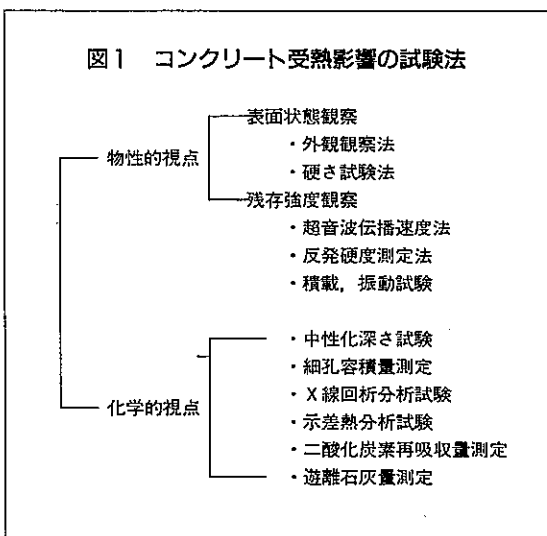 図1 コンクリート受熱影響の試験法
表面状態観察
・外観観察法
・硬さ試験法
物性的視点
残存強度観察
・超音波伝播速度法
・反発硬度測定法
・積載，振動試験
・中性化深さ試験
・細孔容積量測定
・X線回析分析試験
・示差熱分析試験
化学的視点
・二酸化炭素再吸収量測定
・遊離石灰量測定